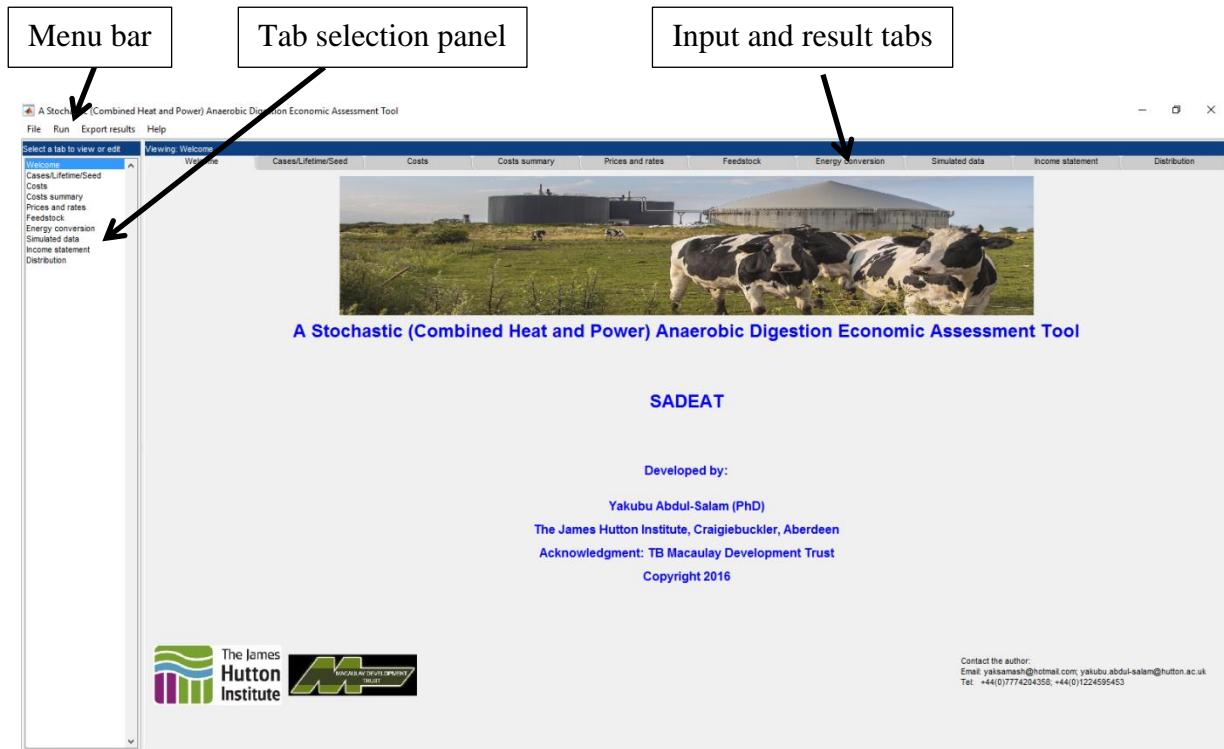 Menu bar
Tab selection panel
Input and result tabs
A Stochastic (Combined Heat and Power) Anaerobic Digestion Economic Assessment Tool
File Run Export results Help
Select a tab to view or edit
Viewing: Welcome
Welcome Cases/Lifetime/Seed Costs Costs summary Prices and rates Feedstock Energy conversion Simulated data Income statement Distribution
Welcome
Cases/Lifetime/Seed
Costs
Costs summary
Prices and rates
Feedstock
Energy conversion
Simulated data
Income statement
Distribution
A Stochastic (Combined Heat and Power) Anaerobic Digestion Economic Assessment Tool
SADEAT
Developed by:
Yakubu Abdul-Salam (PhD)
The James Hutton Institute, Craigiebuckler, Aberdeen
Acknowledgment: TB Macaulay Development Trust
Copyright 2016
The James
Hutton
Institute
MACAULAY DEVELOPMENT
TRUST
Contact the author:
Email: yaksamash@hotmail.com; yakubu.abdul-salam@hutton.ac.uk
Tel: +44(0)7774204358; +44(0)1224595453